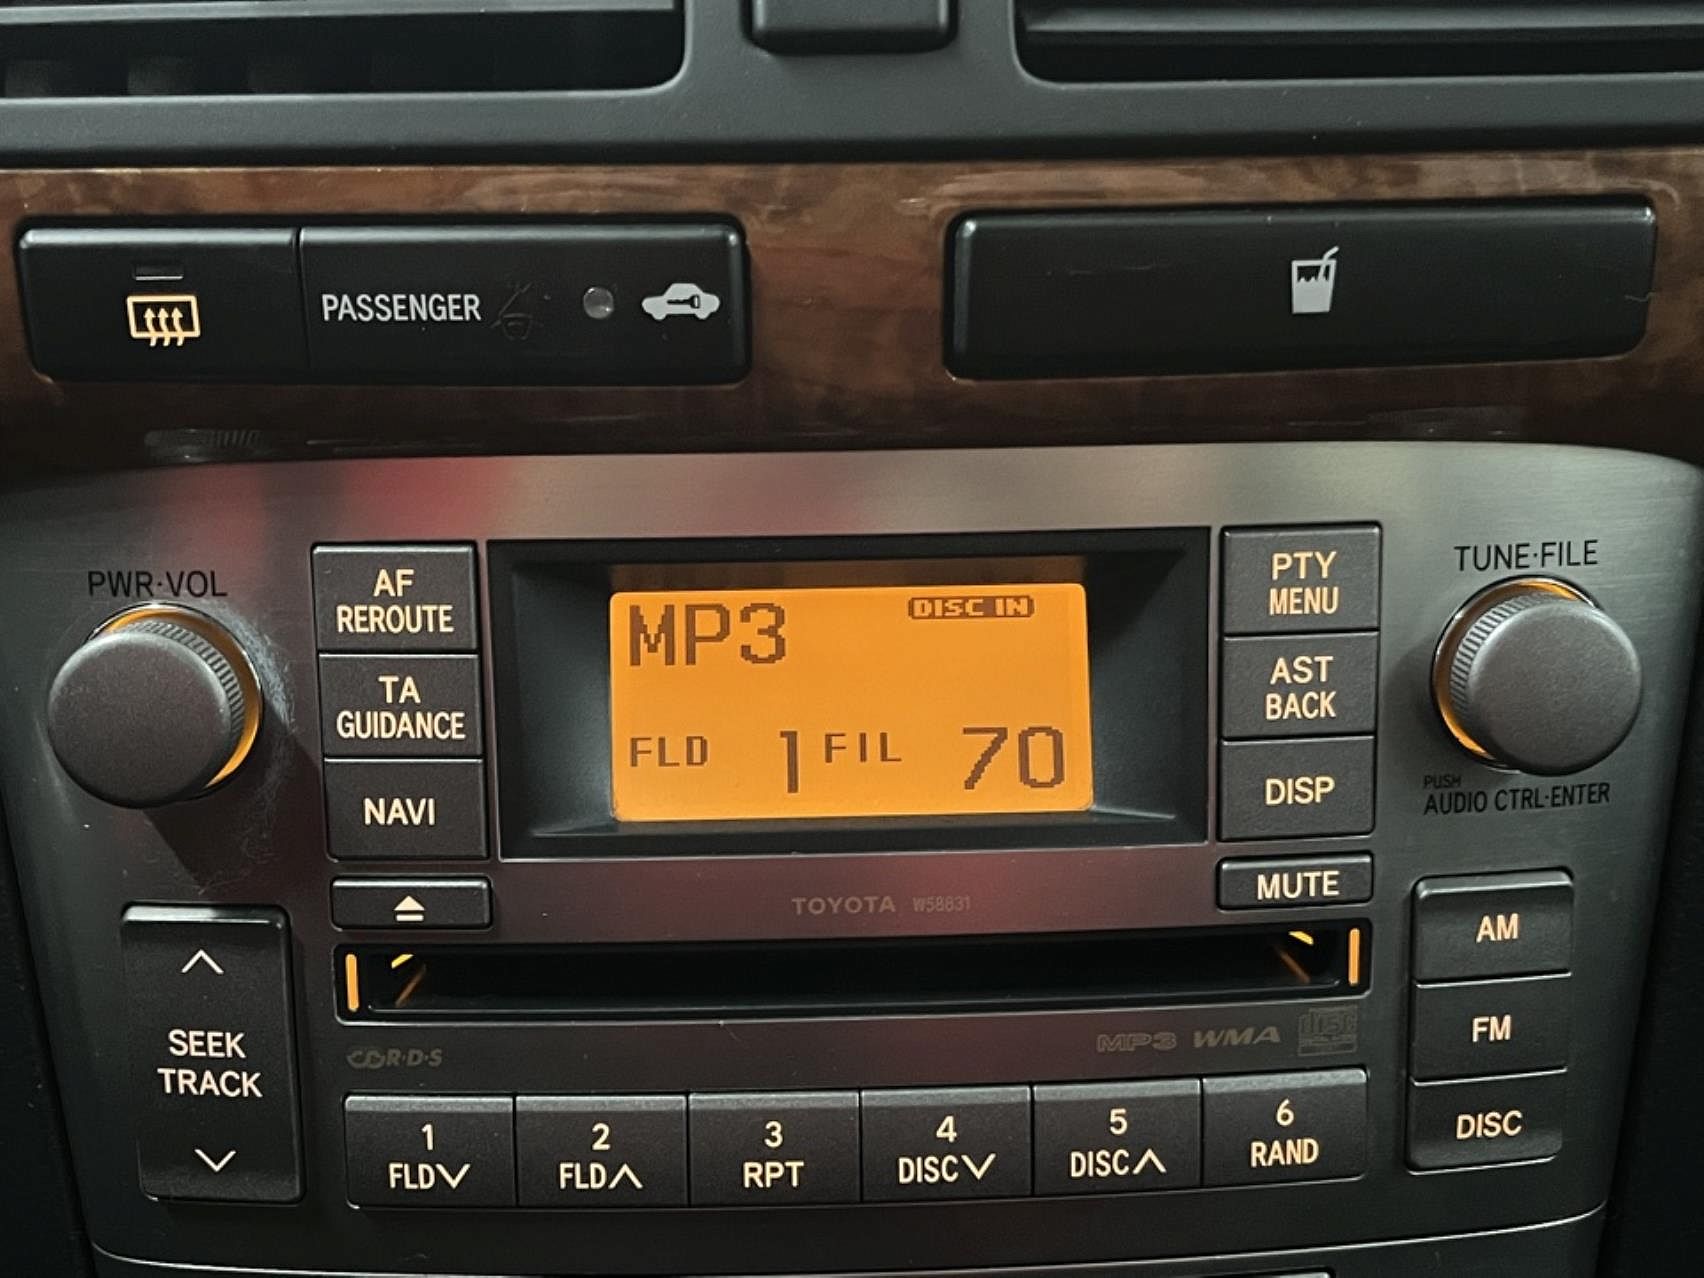 PASSENGER
PWR·VOL
AF
REROUTE
TA
GUIDANCE
NAVI
MP3 DISC IN
FLD 1 FIL 70
PTY
MENU
AST
BACK
DISP
MUTE
TUNE·FILE
PUSH
AUDIO CTRL·ENTER
TOYOTA W58831
SEEK
TRACK
R·D·S
MP3 WMA
AM
FM
DISC
1
FLD
2
FLD
3
RPT
4
DISC
5
DISC
6
RAND